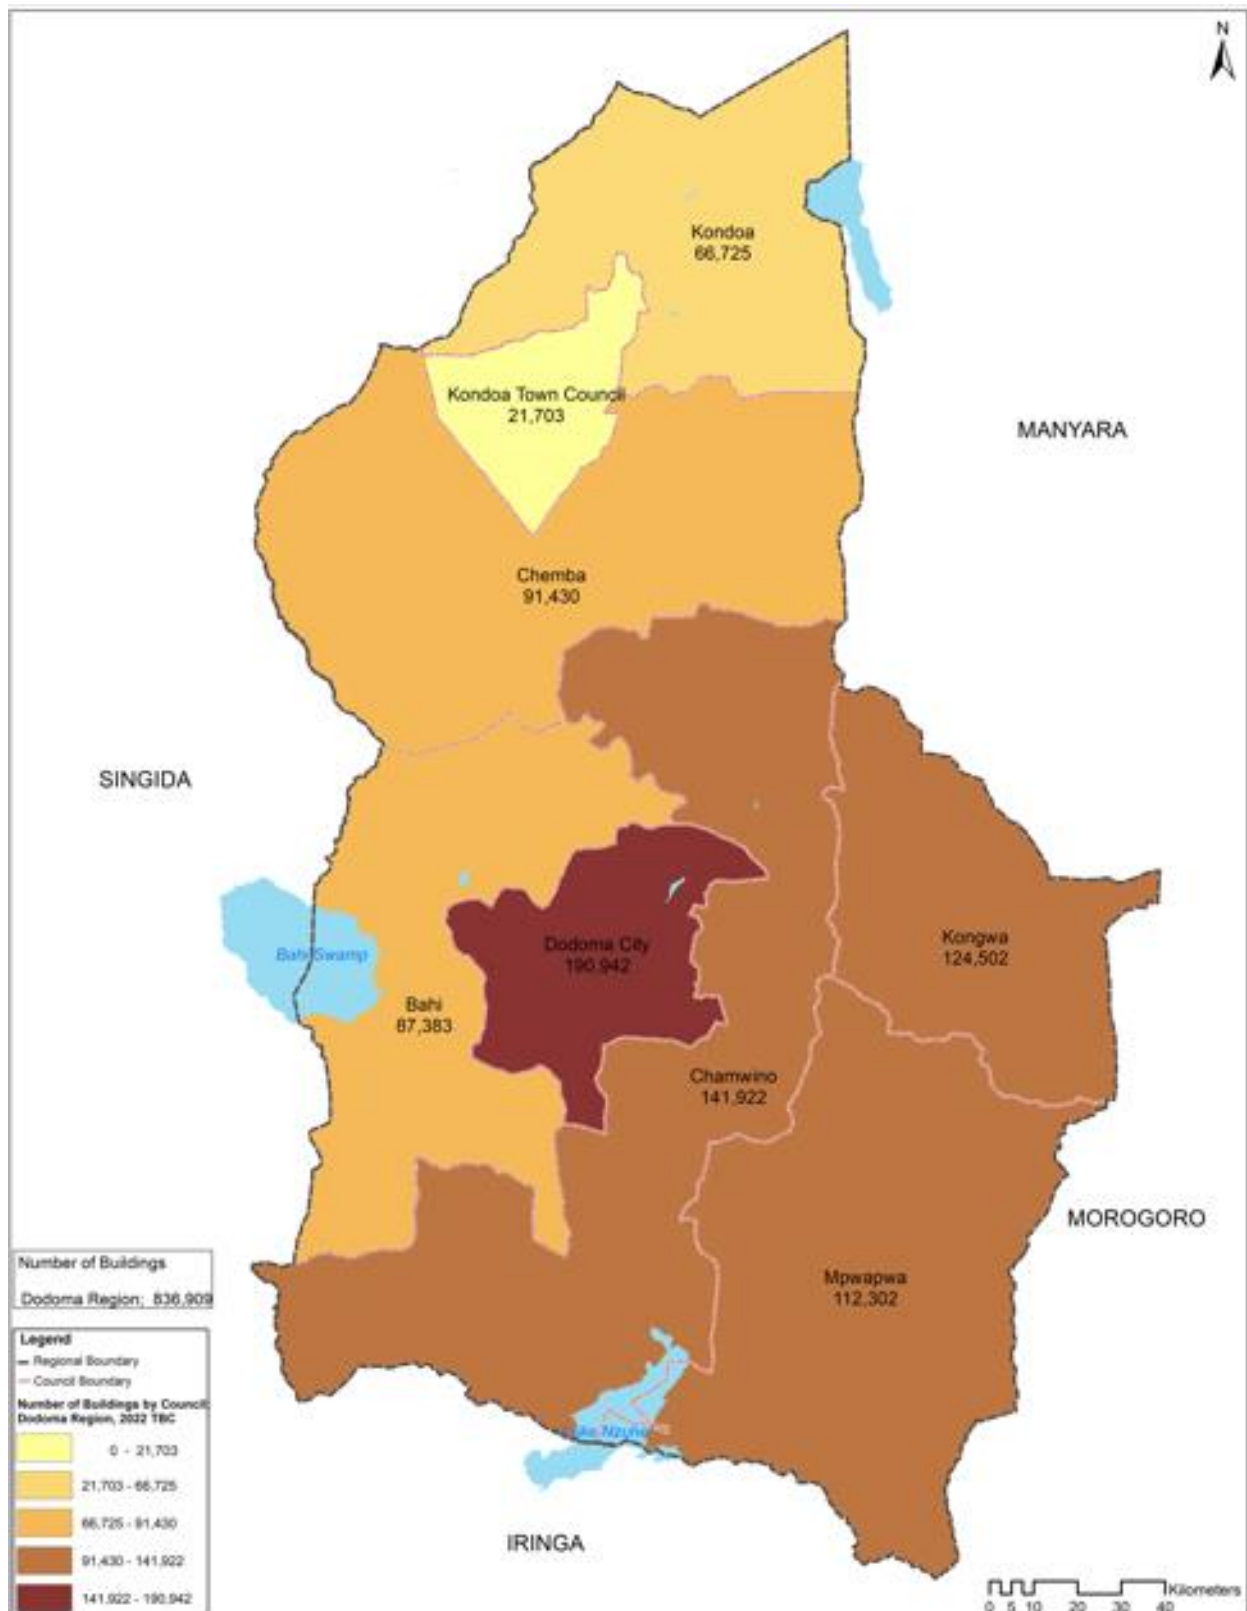 N
Kondoa
66,725
Kondoa Town Council
21,703
MANYARA
Chemba
91,430
SINGIDA
Bahi Swamp
Dodoma City
190,942
Kongwa
124,502
Bahi
87,383
Chamwino
141,922
MOROGORO
Mpwapwa
112,302
Number of Buildings
Dodoma Region; 836,909
Legend
Regional Boundary
Council Boundary
Number of Buildings by Council
Dodoma Region, 2022 TBC
0 - 21,703
21,703 - 66,725
66,725 - 91,430
91,430 - 141,922
141,922 - 190,942
IRINGA
Kilometers
0 5 10 20 30 40